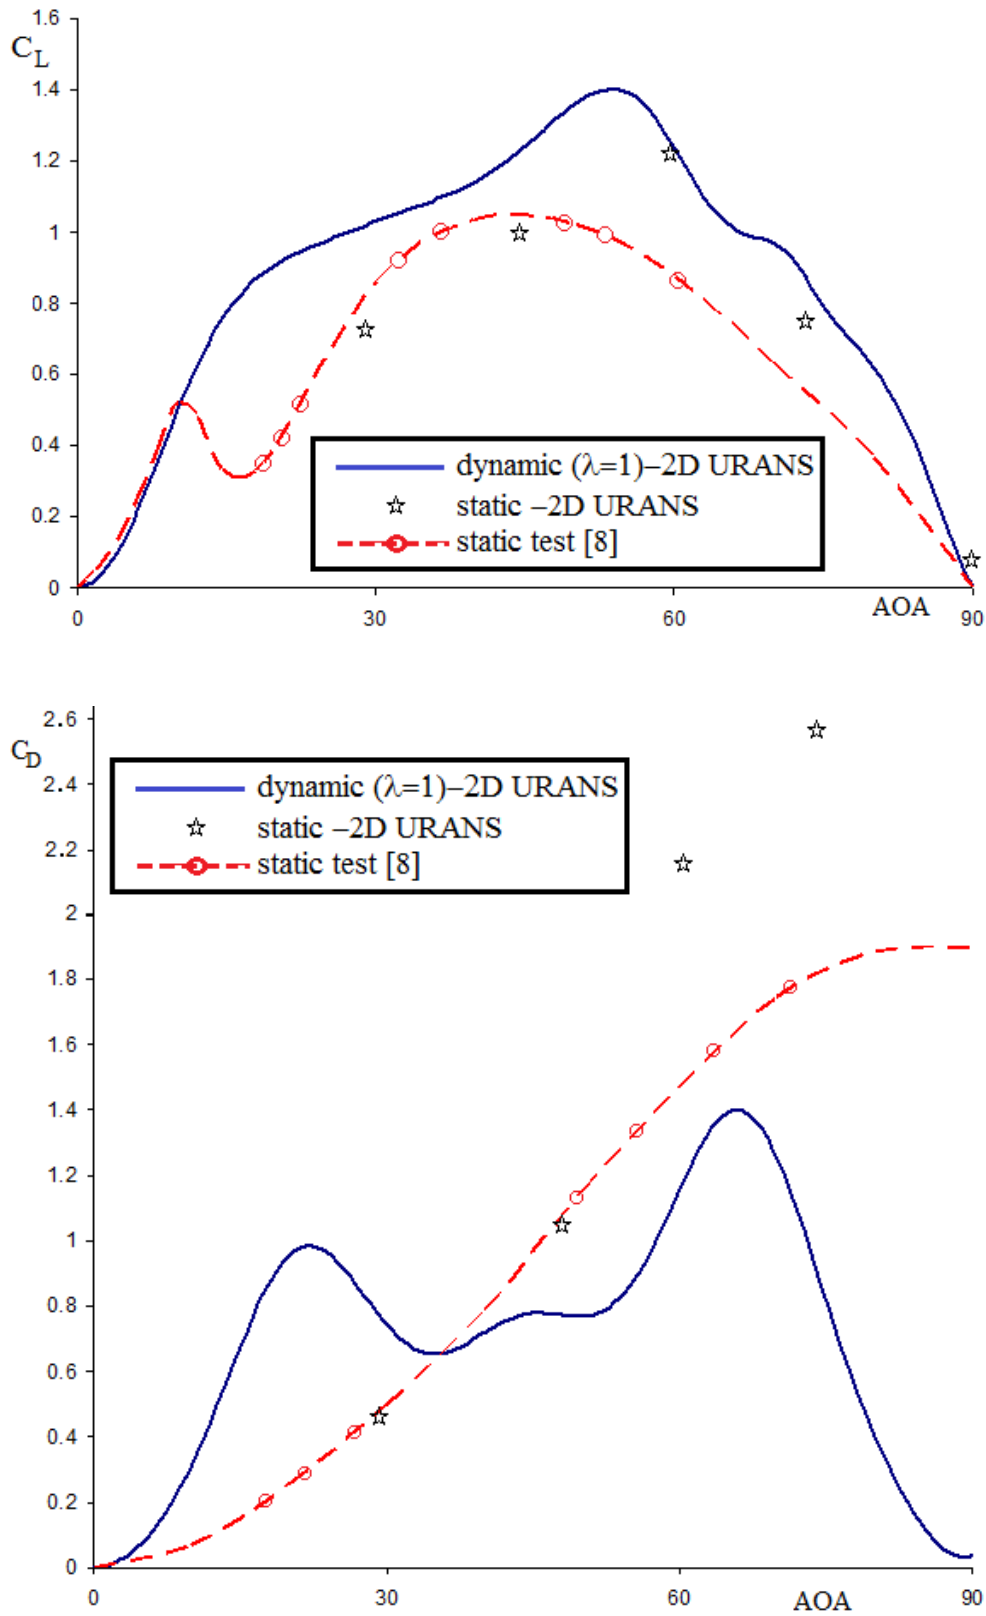 1.6
C_L
1.4
1.2
1
0.8
0.6
0.4
0.2
0
dynamic (λ=1)–2D URANS
static –2D URANS
static test [8]
0 30 60 AOA 90
2.6
C_D
2.4
2.2
2
1.8
1.6
1.4
1.2
1
0.8
0.6
0.4
0.2
0
dynamic (λ=1)–2D URANS
static –2D URANS
static test [8]
0 30 60 AOA 90